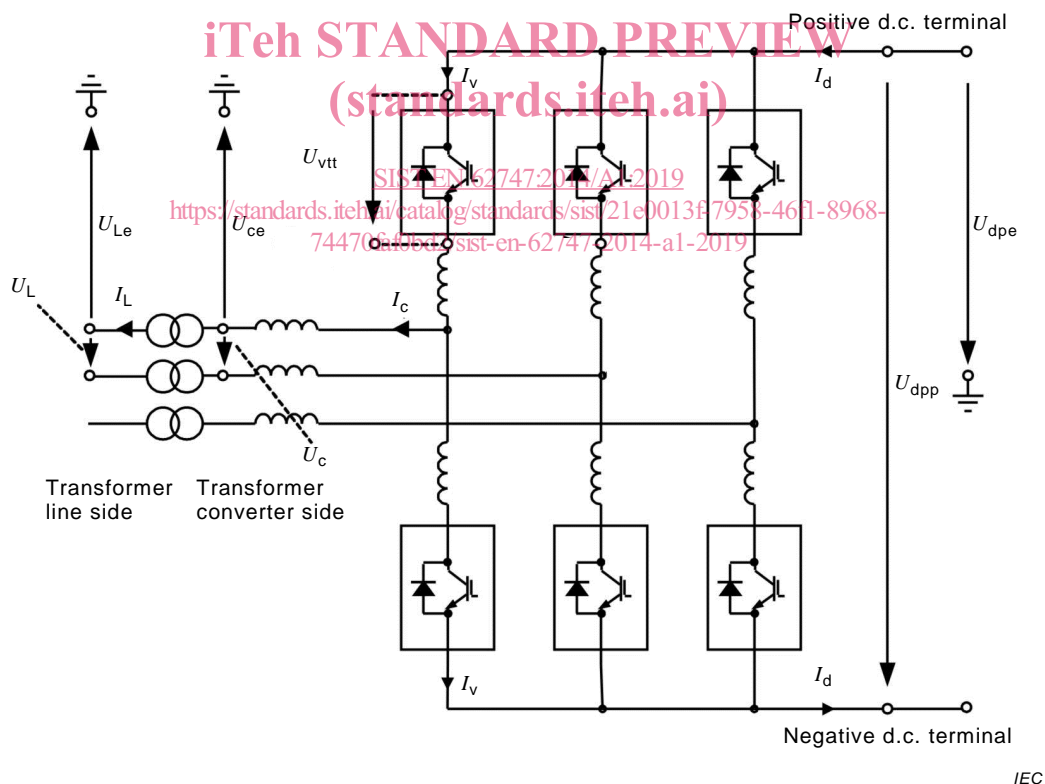 iTeh STANDARD PREVIEW
(standards.iteh.ai)
SIST EN 62747:2014/A1:2019
https://standards.iteh.ai/catalog/standards/sist/21e0013f-7958-46f1-8968-
74470faf0bd2/sist-en-62747-2014-a1-2019
Positive d.c. terminal
Iv
Id
Uvtt
ULe
Uce
Udpe
UL
IL
Ic
Udpp
Uc
Transformer
line side
Transformer
converter side
Iv
Id
Negative d.c. terminal
IEC